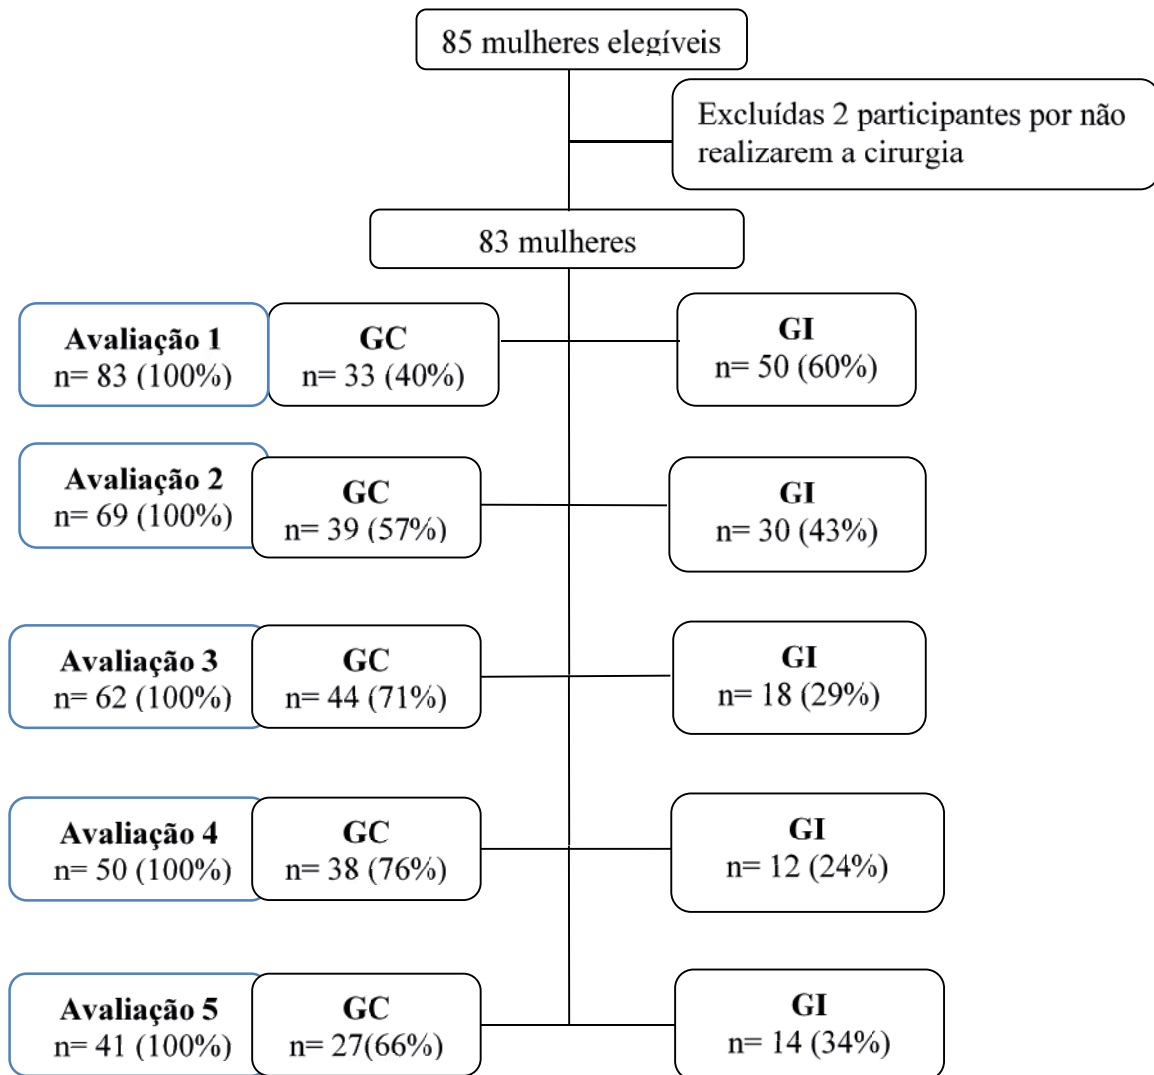 85 mulheres elegíveis
Excluídas 2 participantes por não
realizarem a cirurgia
83 mulheres
Avaliação 1
n= 83 (100%)
GC
n= 33 (40%)
GI
n= 50 (60%)
Avaliação 2
n= 69 (100%)
GC
n= 39 (57%)
GI
n= 30 (43%)
Avaliação 3
n= 62 (100%)
GC
n= 44 (71%)
GI
n= 18 (29%)
Avaliação 4
n= 50 (100%)
GC
n= 38 (76%)
GI
n= 12 (24%)
Avaliação 5
n= 41 (100%)
GC
n= 27(66%)
GI
n= 14 (34%)